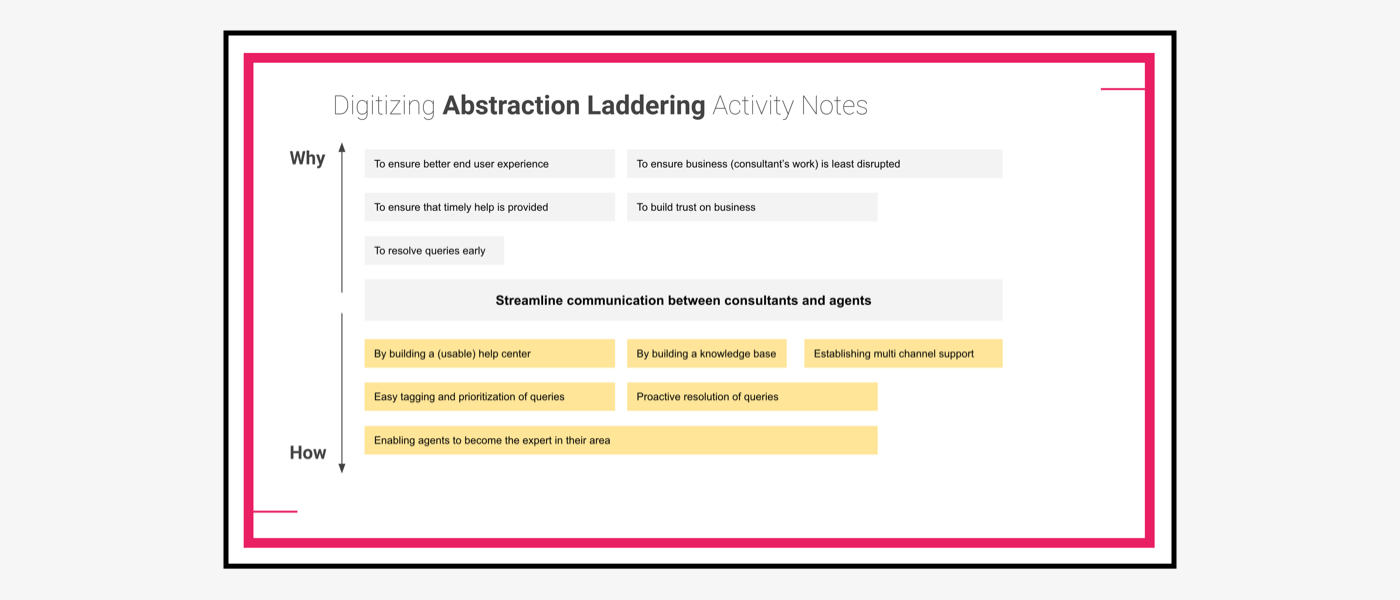 Digitizing Abstraction Laddering Activity Notes
Why
To ensure better end user experience
To ensure business (consultant's work) is least disrupted
To ensure that timely help is provided
To build trust on business
To resolve queries early
Streamline communication between consultants and agents
By building a (usable) help center
By building a knowledge base
Establishing multi channel support
Easy tagging and prioritization of queries
Proactive resolution of queries
Enabling agents to become the expert in their area
How